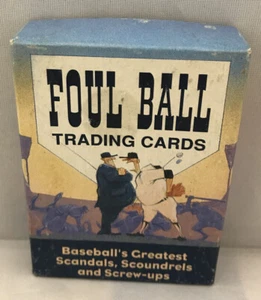 FOUL BALL
TRADING CARDS
Baseball's Greatest
Scandals, Scoundrels
and Screw-ups